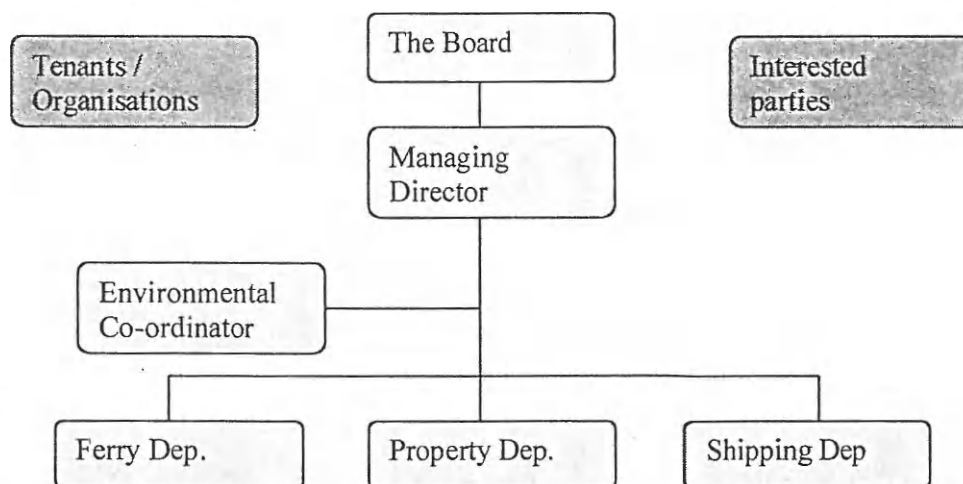 The Board
Tenants /
Organisations
Interested
parties
Managing
Director
Environmental
Co-ordinator
Ferry Dep.
Property Dep.
Shipping Dep